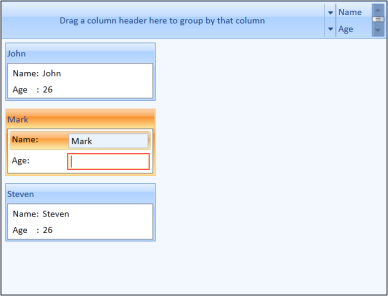 Drag a column header here to group by that column
Name
Age
John
Name: John
Age : 26
Mark
Name: Mark
Age:
Steven
Name: Steven
Age : 26